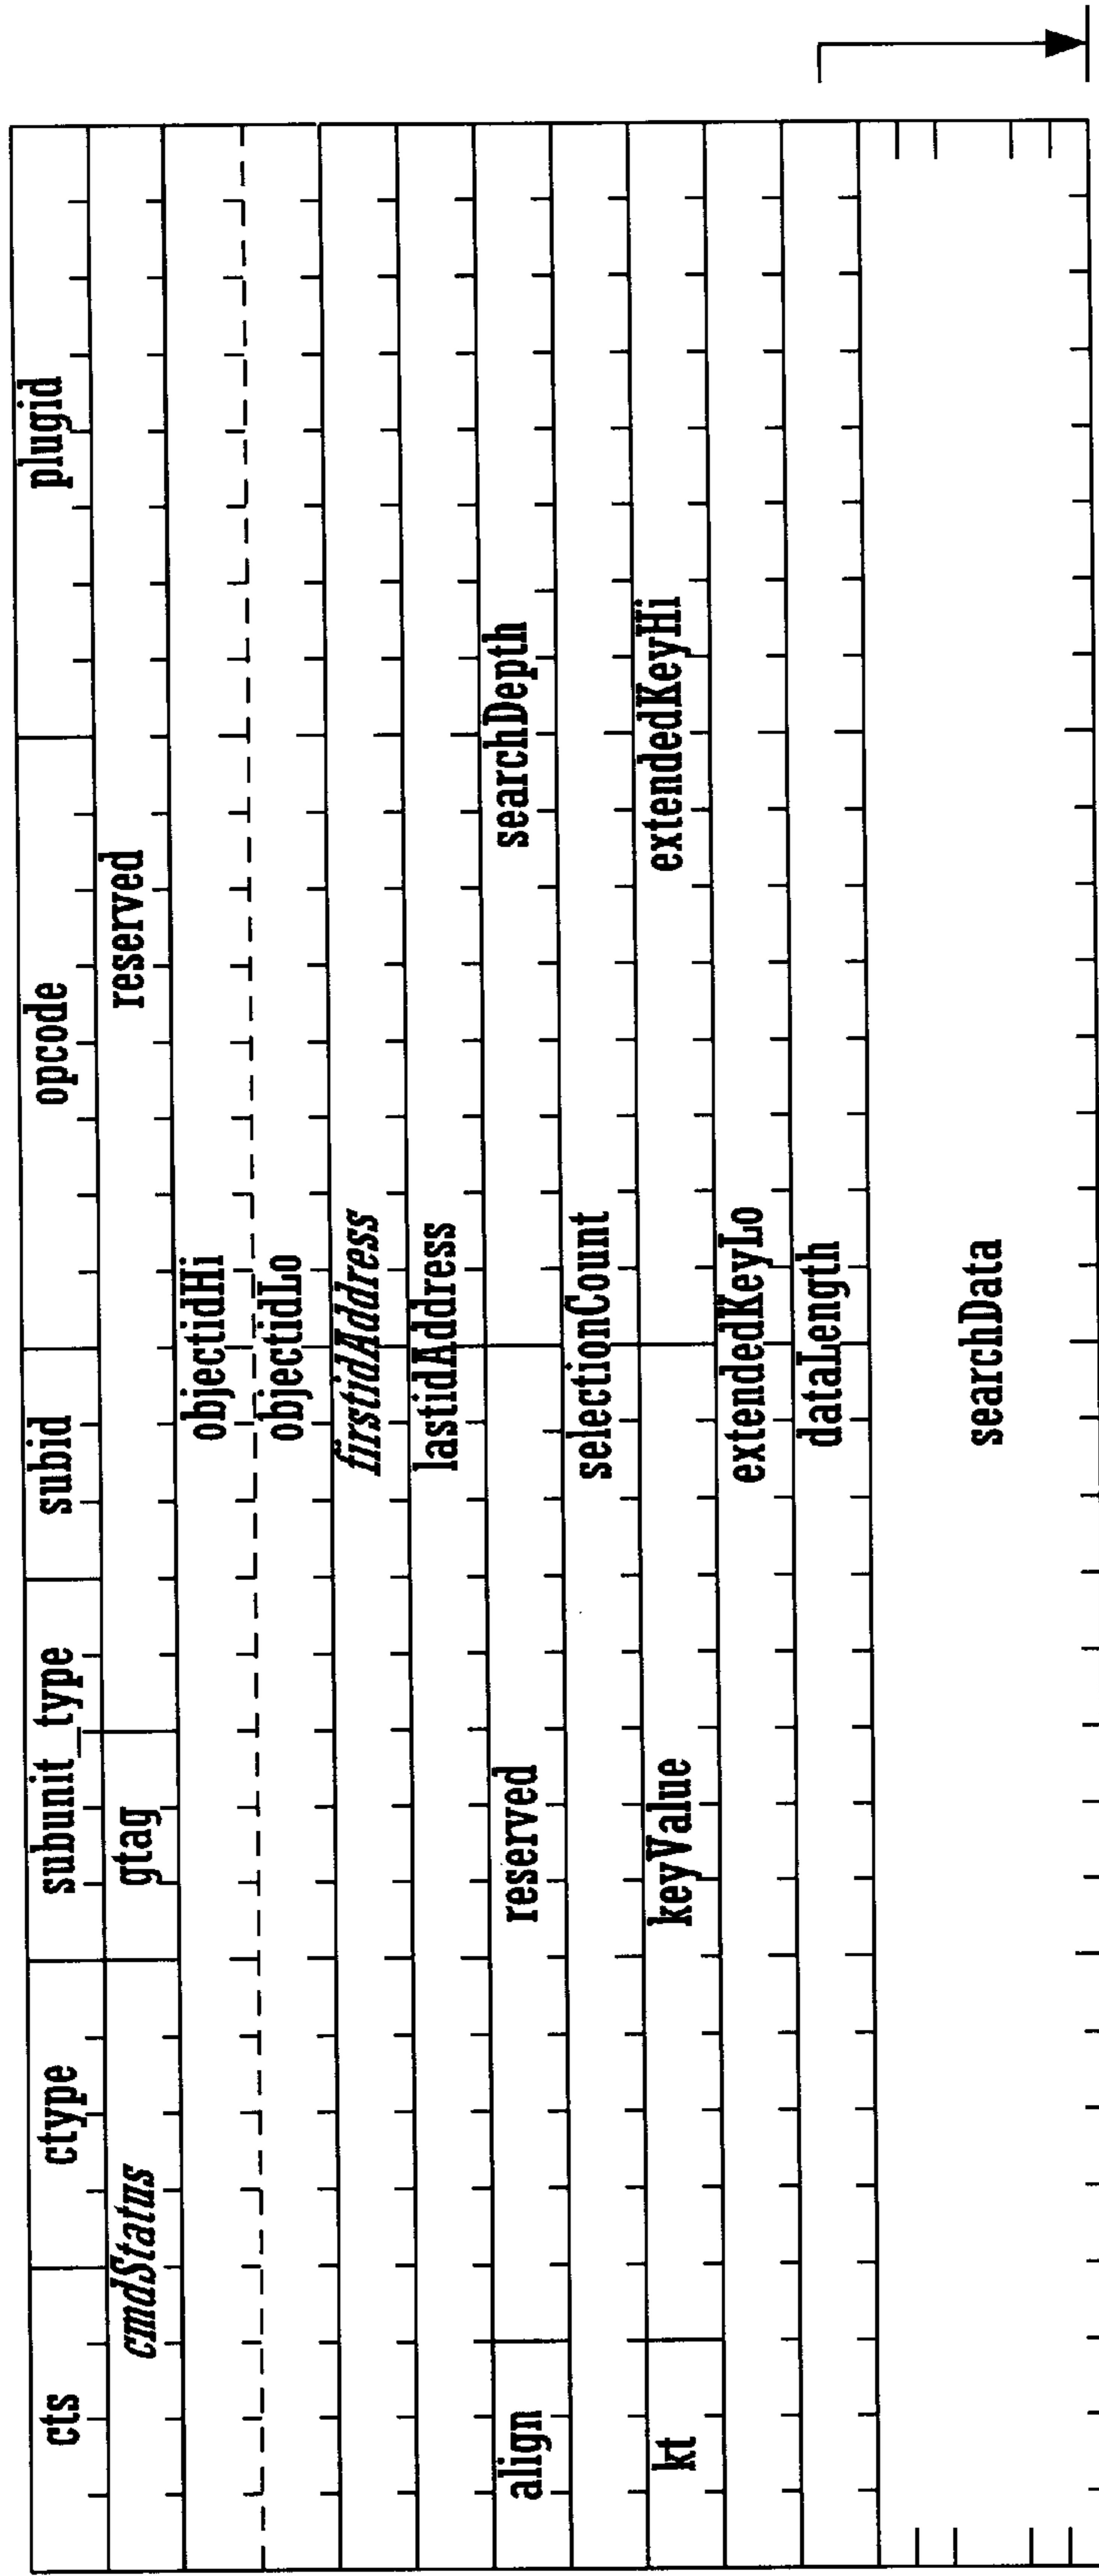 cts ctype subunit_type subid opcode plugid
cmdStatus gtag reserved
objectidHi
objectidLo
firstidAddress
lastidAddress
align reserved searchDepth
selectionCount
kt keyValue extendedKeyHi
extendedKeyLo
dataLength
searchData